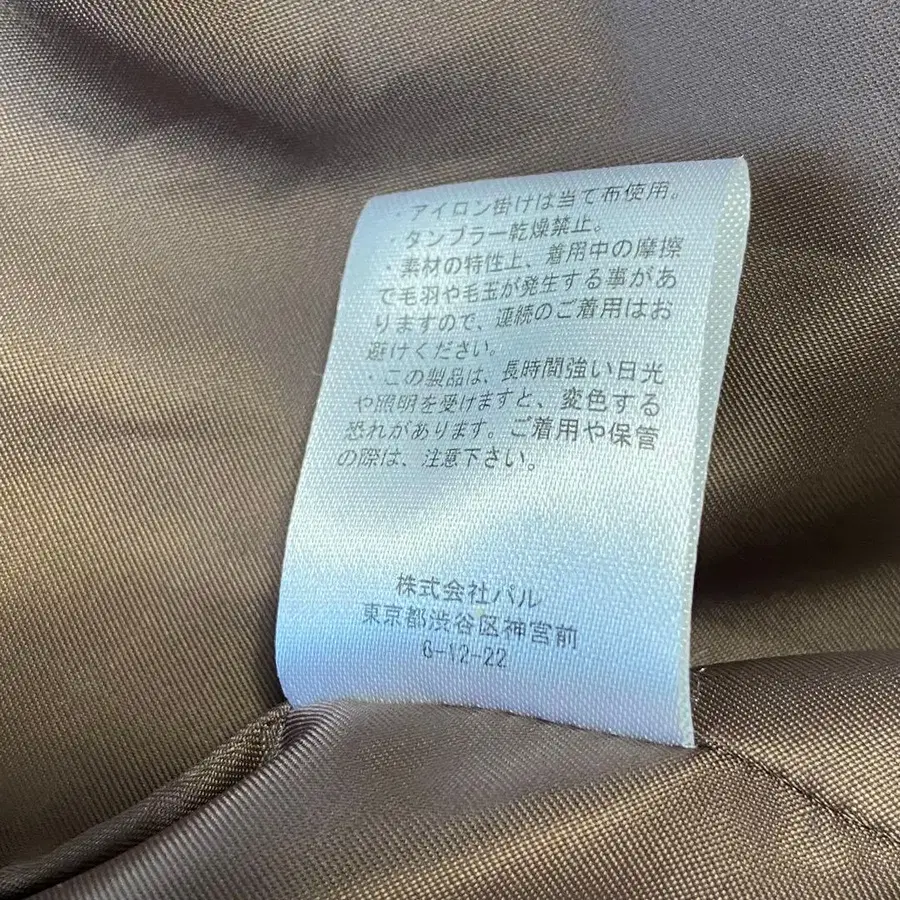 ・アイロン掛けは当て布使用。
・タンブラー乾燥禁止。
・素材の特性上、着用中の摩擦
で毛羽や毛玉が発生する事があ
りますので、連続のご着用はお
避けください。
・この製品は、長時間強い日光
や照明を受けますと、変色する
恐れがあります。ご着用や保管
の際は、注意下さい。
株式会社パル
東京都渋谷区神宮前
6-12-22